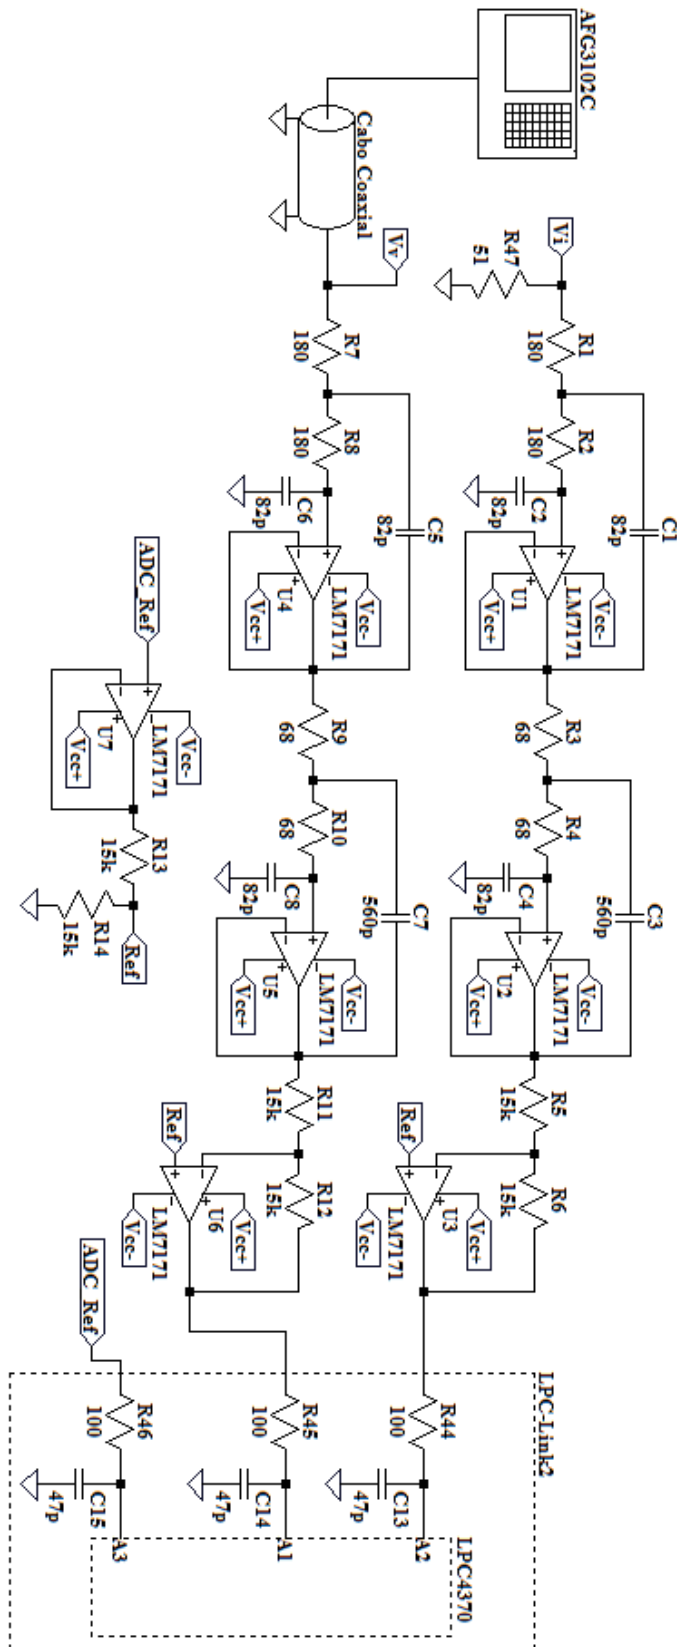 AFG3102C
Cabo Coaxial
Vv
Vi
R47
51
R1
180
R2
180
C1
82p
C2
82p
LM7171
U1
Vcc-
Vcc+
R3
68
R4
68
C3
560p
C4
82p
LM7171
U2
Vcc-
Vcc+
R5
15k
R6
15k
Ref
U3
LM7171
Vcc+
Vcc-
R7
180
R8
180
C5
82p
C6
82p
LM7171
U4
Vcc-
Vcc+
R9
68
R10
68
C7
560p
C8
82p
LM7171
U5
Vcc-
Vcc+
R11
15k
R12
15k
Ref
U6
LM7171
Vcc+
Vcc-
ADC_Ref
LM7171
U7
Vcc-
Vcc+
R13
15k
R14
15k
Ref
LPC-Link2
LPC4370
R44
100
C13
47p
A2
R45
100
C14
47p
A1
ADC Ref
R46
100
C15
47p
A3